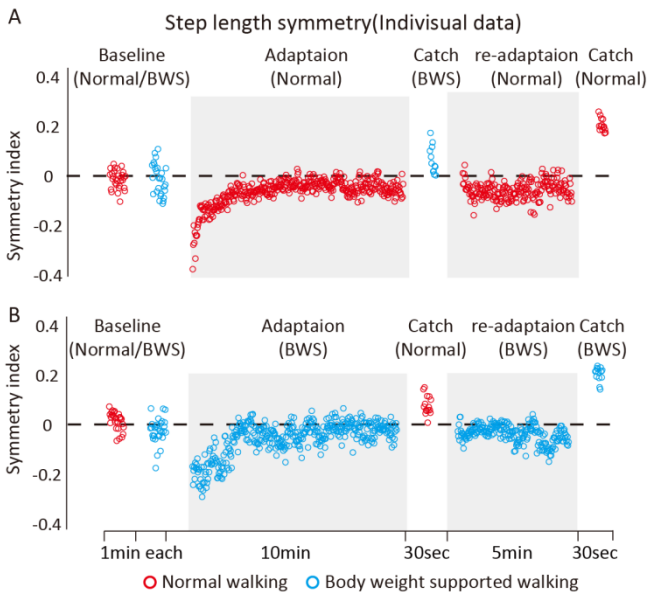 A
Step length symmetry(Indivisual data)
Baseline
(Normal/BWS)
Adaptaion
(Normal)
Catch
(BWS)
re-adaptaion
(Normal)
Catch
(Normal)
Symmetry index
0.4
0.2
0
-0.2
-0.4
B
Baseline
(Normal/BWS)
Adaptaion
(BWS)
Catch
(Normal)
re-adaptaion
(BWS)
Catch
(BWS)
Symmetry index
0.4
0.2
0
-0.2
-0.4
1min each
10min
30sec
5min
30sec
Normal walking
Body weight supported walking